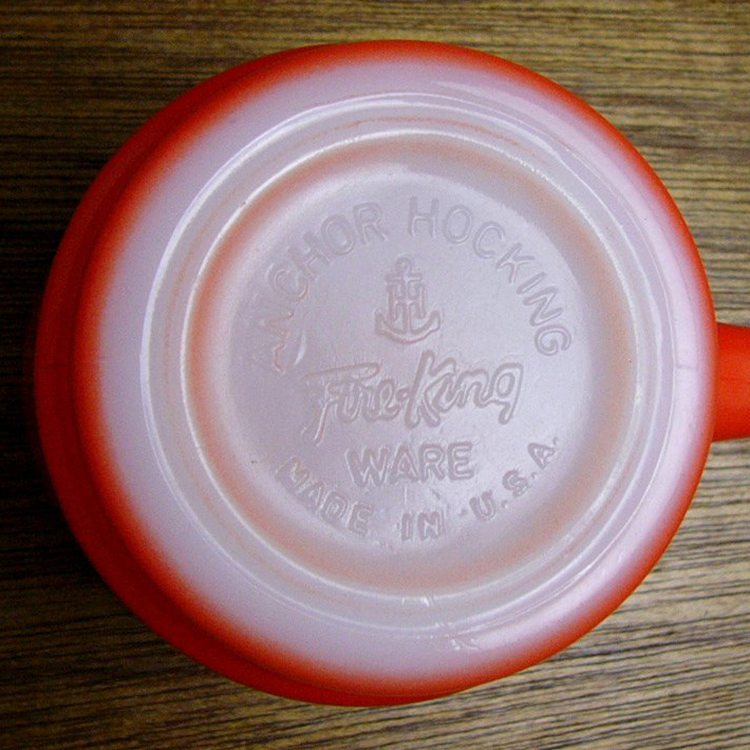 ANCHOR HOCKING
Fire-King
WARE
MADE IN U.S.A.